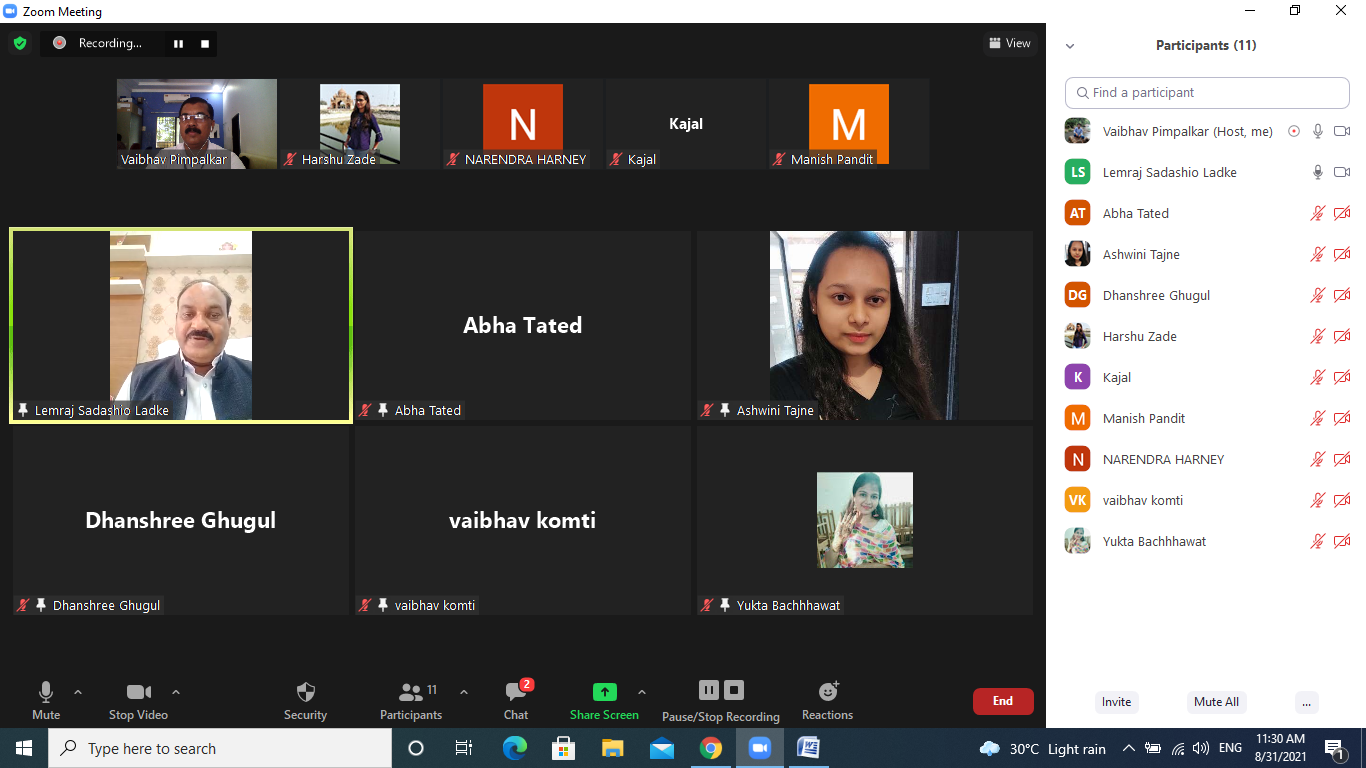 Zoom Meeting
Recording...
View
Vaibhav Pimpalkar
Harshu Zade
N
NARENDRA HARNEY
Kajal
Kajal
M
Manish Pandit
Lemraj Sadashio Ladke
Abha Tated
Abha Tated
Ashwini Tajne
Dhanshree Ghugul
Dhanshree Ghugul
vaibhav komti
vaibhav komti
Yukta Bachhhawat
Participants (11)
Find a participant
Vaibhav Pimpalkar (Host, me)
LS Lemraj Sadashio Ladke
AT Abha Tated
Ashwini Tajne
DG Dhanshree Ghugul
Harshu Zade
K Kajal
M Manish Pandit
N NARENDRA HARNEY
VK vaibhav komti
Yukta Bachhhawat
Invite Mute All ...
Mute
Stop Video
Security
11
Participants
2
Chat
Share Screen
Pause/Stop Recording
Reactions
End
Type here to search
30°C Light rain
ENG
11:30 AM
8/31/2021
1